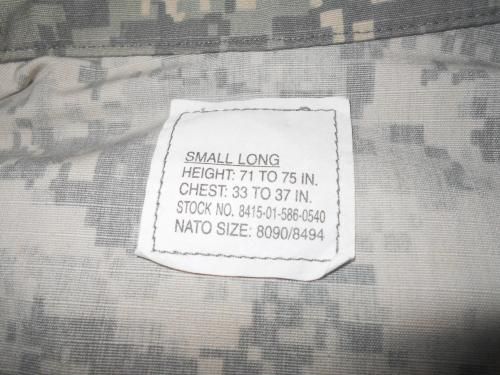 SMALL LONG
HEIGHT: 71 TO 75 IN.
CHEST: 33 TO 37 IN.
STOCK NO. 8415-01-586-0540
NATO SIZE: 8090/8494